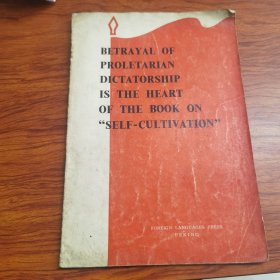 BETRAYAL OF
PROLETARIAN
DICTATORSHIP
IS THE HEART
OF THE BOOK ON
“SELF-CULTIVATION”
FOREIGN LANGUAGES PRESS
PEKING